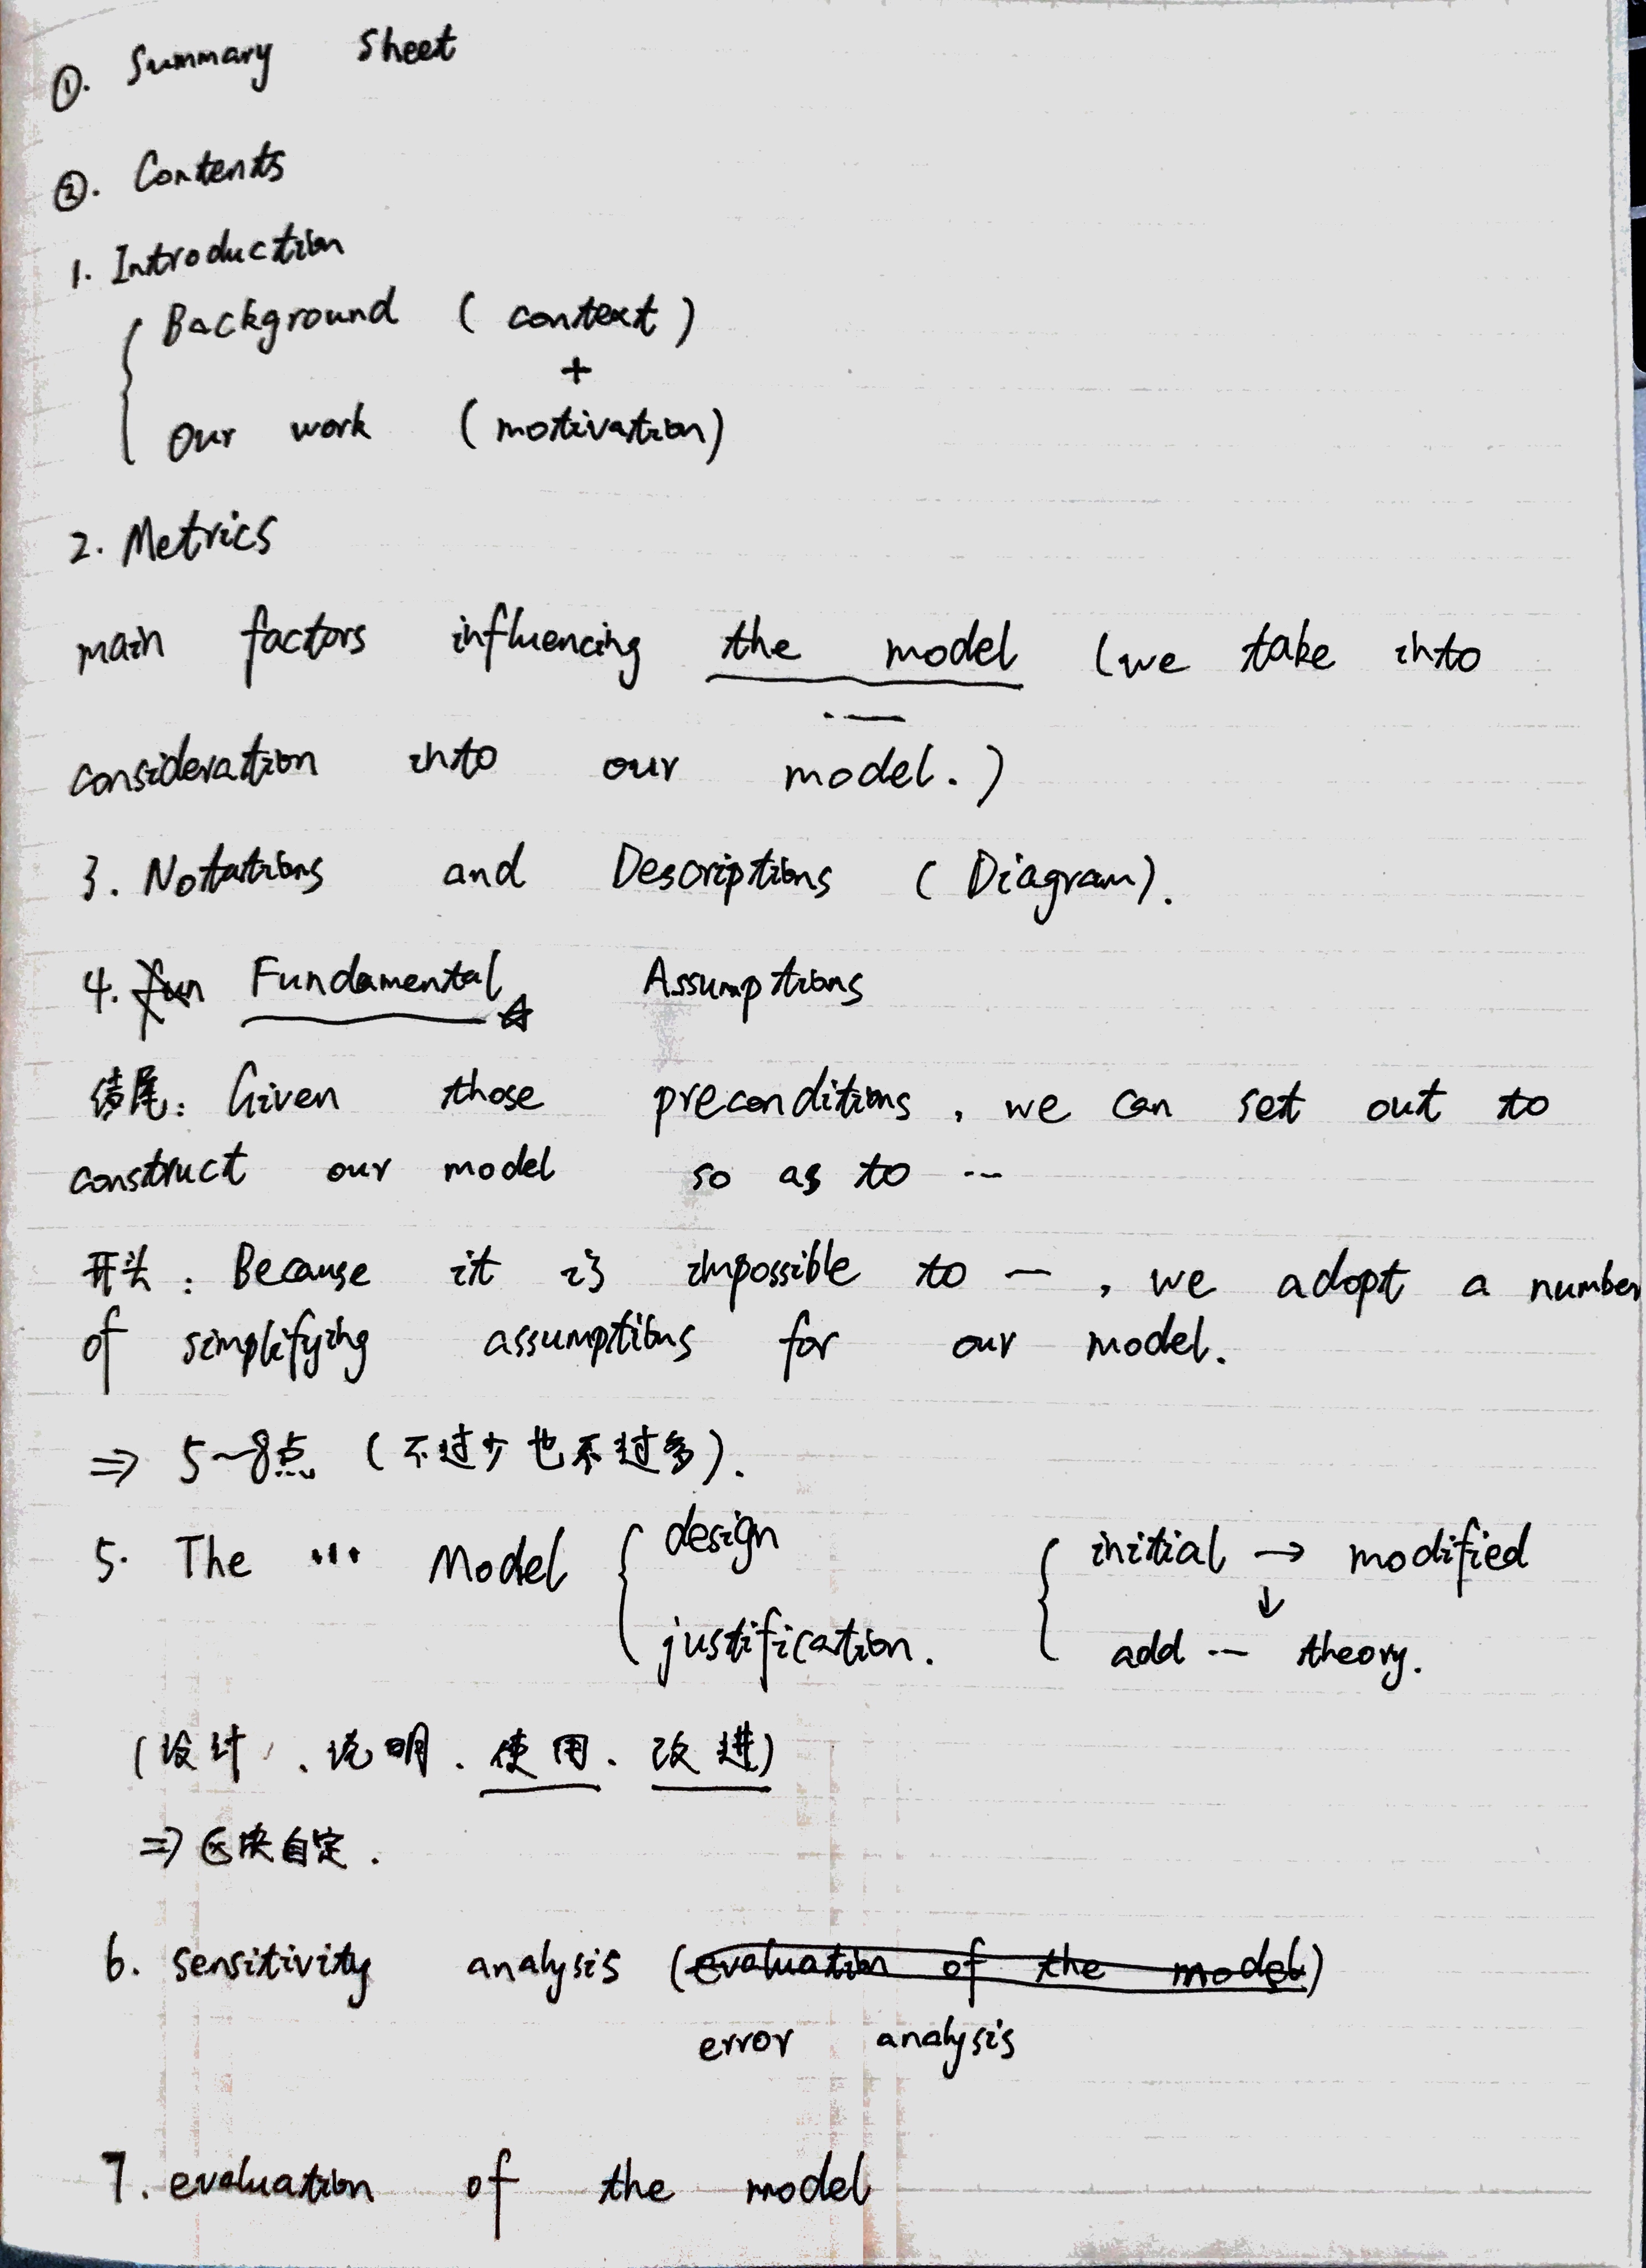 ①. Summary Sheet
②. Contents
1. Introduction
Background ( context )
+
Our work ( motivation)
2. Metrics
main factors influencing the model (we take into
consideration into our model.)
3. Notations and Descriptions ( Diagram).
4. fun Fundamental Assumptions
结尾: Given those preconditions, we can set out to
construct our model so as to ...
开头: Because it is impossible to ... , we adopt a number
of simplifying assumptions for our model.
⇒ 5~8点 (不过少也不过多).
5. The ... Model { design { initial → modified
↓
justification. add ... theory.
(设计、说明、使用、改进)
⇒ 区块自定.
6. sensitivity analysis (evaluation of the model)
error analysis
7. evaluation of the model